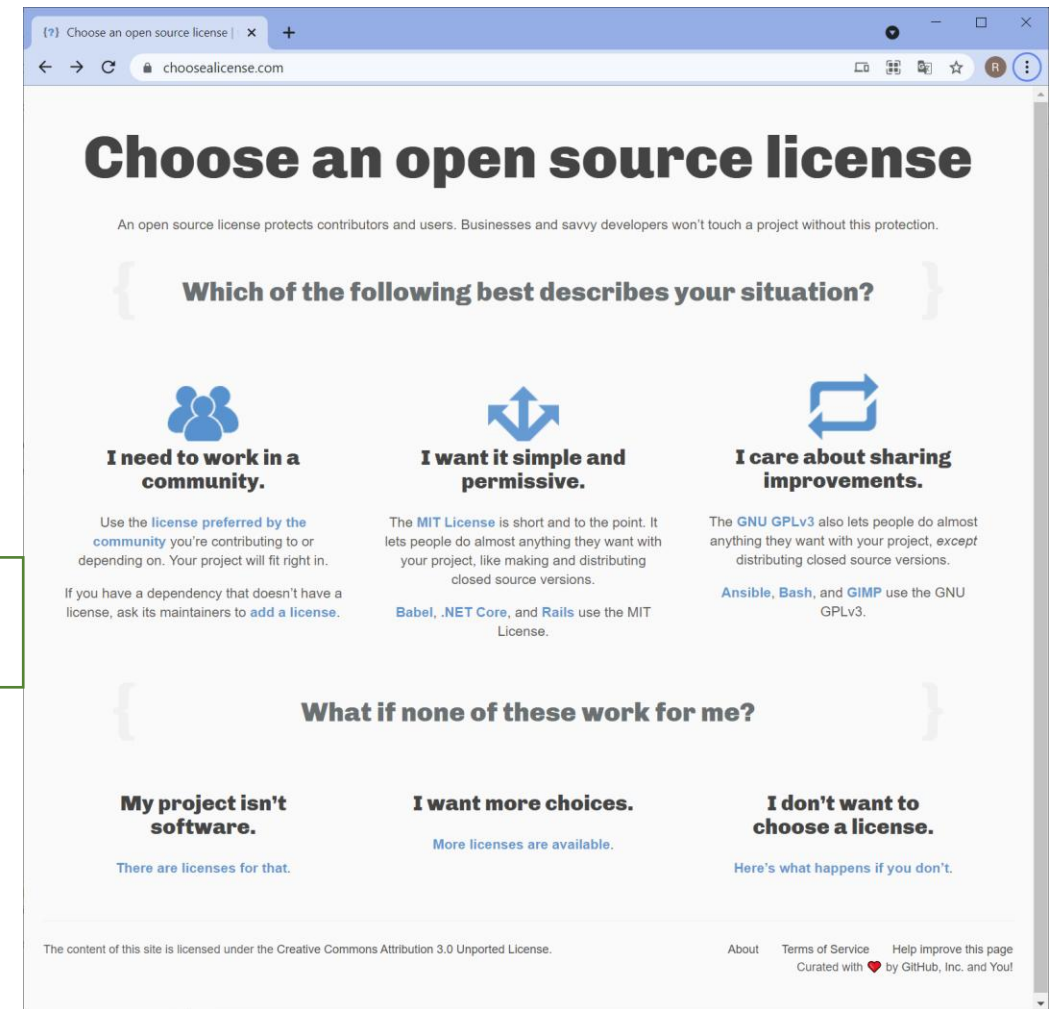 {?} Choose an open source license |
choosealicense.com
R
Choose an open source license
An open source license protects contributors and users. Businesses and savvy developers won't touch a project without this protection.
{ Which of the following best describes your situation? }
I need to work in a
community.
Use the license preferred by the
community you're contributing to or
depending on. Your project will fit right in.
If you have a dependency that doesn't have a
license, ask its maintainers to add a license.
I want it simple and
permissive.
The MIT License is short and to the point. It
lets people do almost anything they want with
your project, like making and distributing
closed source versions.
Babel, .NET Core, and Rails use the MIT
License.
I care about sharing
improvements.
The GNU GPLv3 also lets people do almost
anything they want with your project, except
distributing closed source versions.
Ansible, Bash, and GIMP use the GNU
GPLv3.
{ What if none of these work for me? }
My project isn't
software.
There are licenses for that.
I want more choices.
More licenses are available.
I don't want to
choose a license.
Here's what happens if you don't.
The content of this site is licensed under the Creative Commons Attribution 3.0 Unported License.
About Terms of Service Help improve this page
Curated with ❤ by GitHub, Inc. and You!